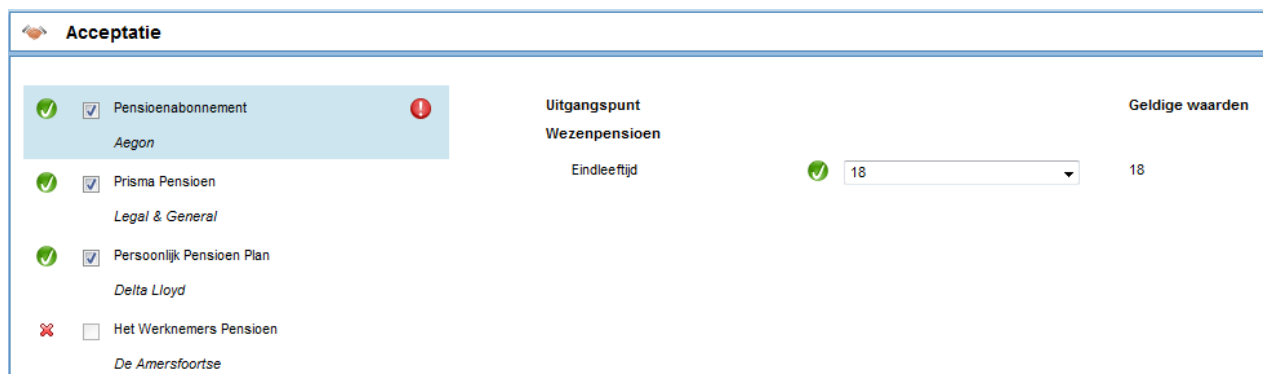 Acceptatie
Pensioenabonnement
Aegon
Prisma Pensioen
Legal & General
Persoonlijk Pensioen Plan
Delta Lloyd
Het Werknemers Pensioen
De Amersfoortse
Uitgangspunt Geldige waarden
Wezenpensioen
Eindleeftijd 18 18